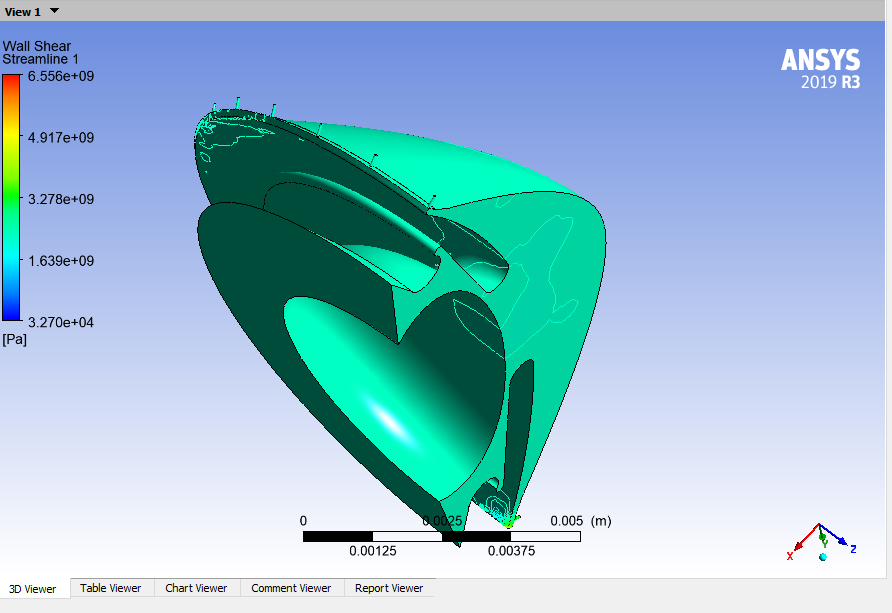 View 1
Wall Shear
Streamline 1
6.556e+09
4.917e+09
3.278e+09
1.639e+09
3.270e+04
[Pa]
ANSYS
2019 R3
0 0.0025 0.005 (m)
0.00125 0.00375
X Y Z
3D Viewer Table Viewer Chart Viewer Comment Viewer Report Viewer